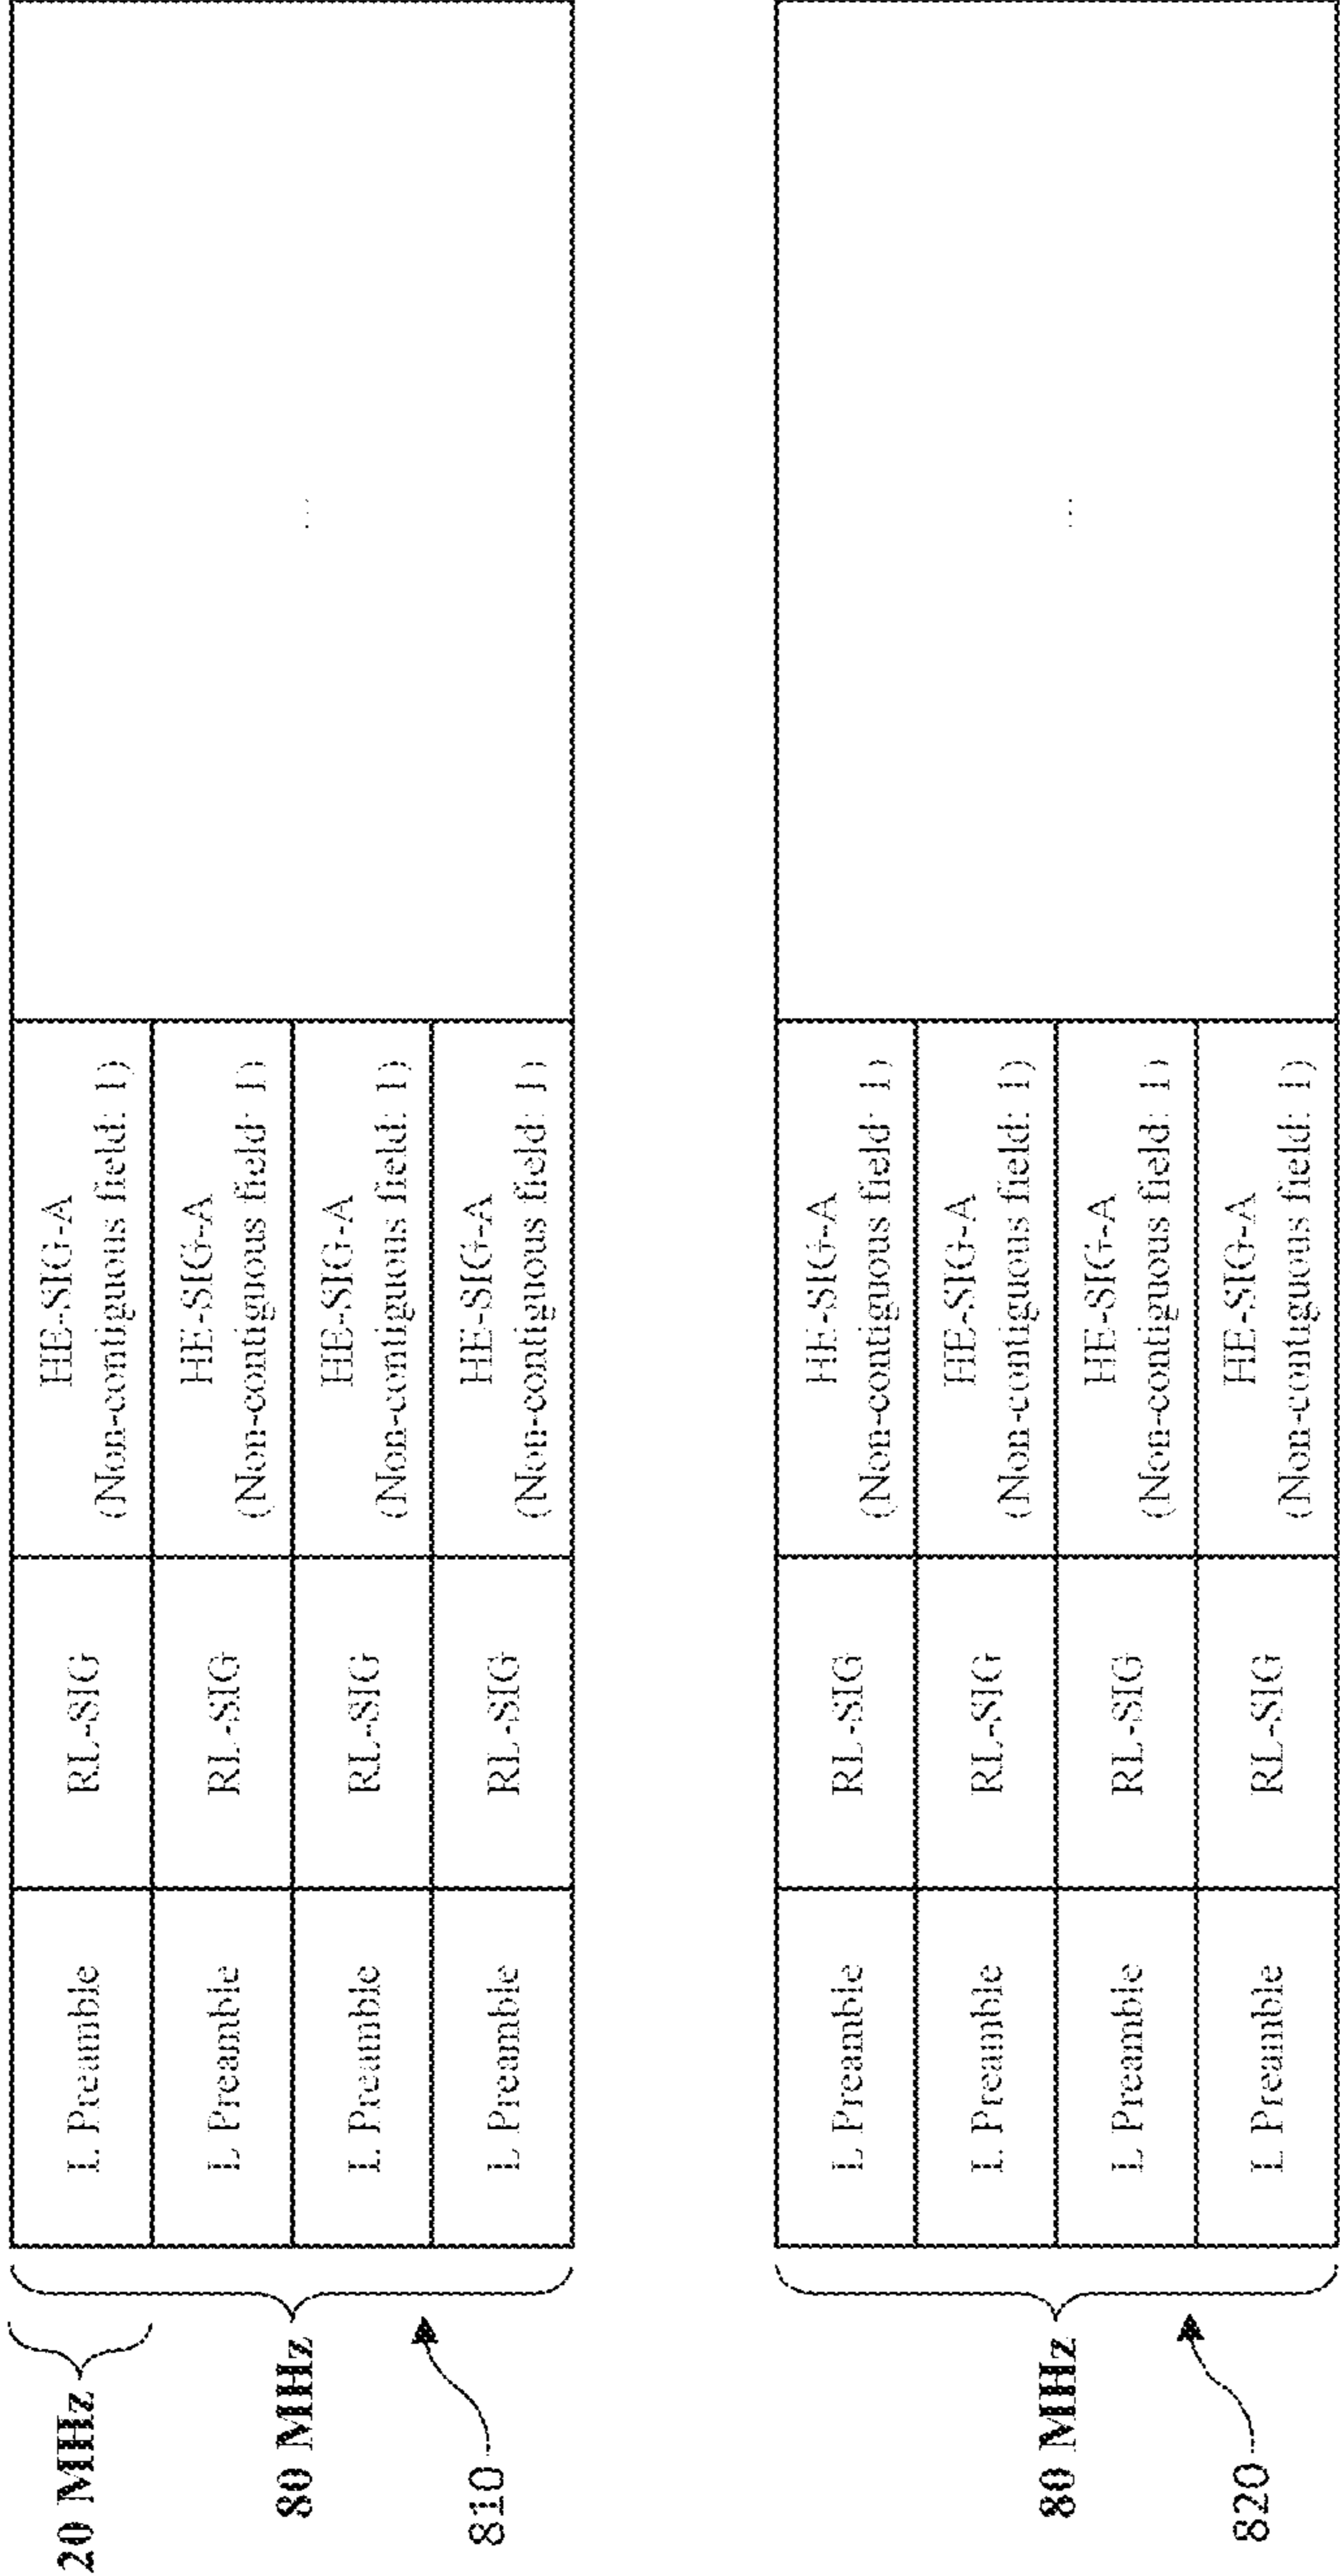 20 MHz
L Preamble
RL-SIG
HE-SIG-A
(Non-contiguous field: 1)
L Preamble
RL-SIG
HE-SIG-A
(Non-contiguous field: 1)
80 MHz
...
L Preamble
RL-SIG
HE-SIG-A
(Non-contiguous field: 1)
810
L Preamble
RL-SIG
HE-SIG-A
(Non-contiguous field: 1)
L Preamble
RL-SIG
HE-SIG-A
(Non-contiguous field: 1)
L Preamble
RL-SIG
HE-SIG-A
(Non-contiguous field: 1)
80 MHz
...
L Preamble
RL-SIG
HE-SIG-A
(Non-contiguous field: 1)
820
L Preamble
RL-SIG
HE-SIG-A
(Non-contiguous field: 1)